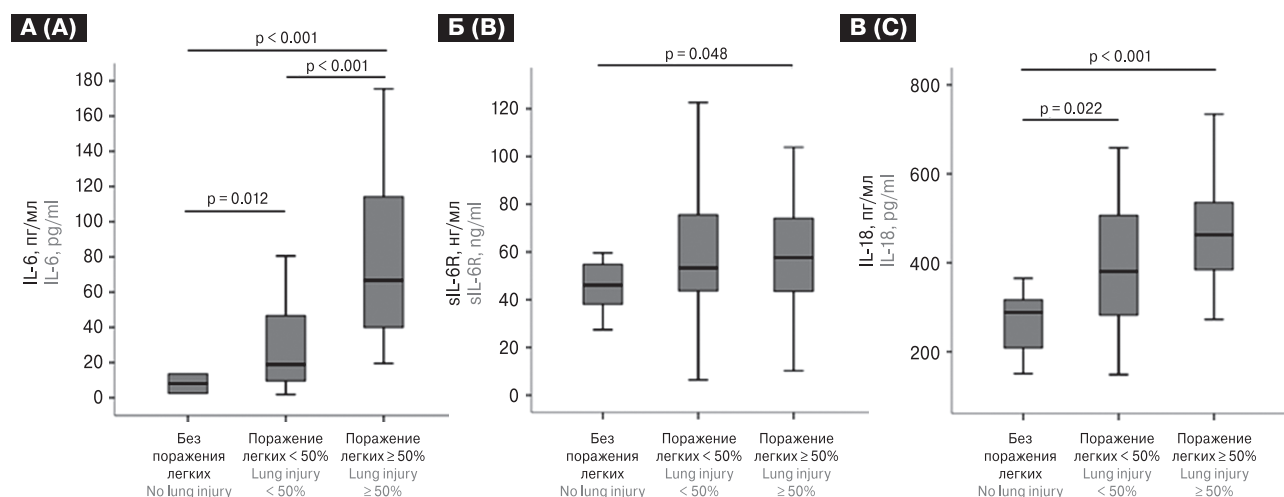 А (A)
p < 0.001
p < 0.001
p = 0.012
180
160
140
120
100
80
60
40
20
0
IL-6, пг/мл
IL-6, pg/ml
Без
поражения
легких
No lung injury
Поражение
легких < 50%
Lung injury
< 50%
Поражение
легких ≥ 50%
Lung injury
≥ 50%
Б (B)
p = 0.048
120
100
80
60
40
20
0
sIL-6R, нг/мл
sIL-6R, ng/ml
Без
поражения
легких
No lung injury
Поражение
легких < 50%
Lung injury
< 50%
Поражение
легких ≥ 50%
Lung injury
≥ 50%
В (C)
p < 0.001
p = 0.022
800
600
400
200
IL-18, пг/мл
IL-18, pg/ml
Без
поражения
легких
No lung injury
Поражение
легких < 50%
Lung injury
< 50%
Поражение
легких ≥ 50%
Lung injury
≥ 50%